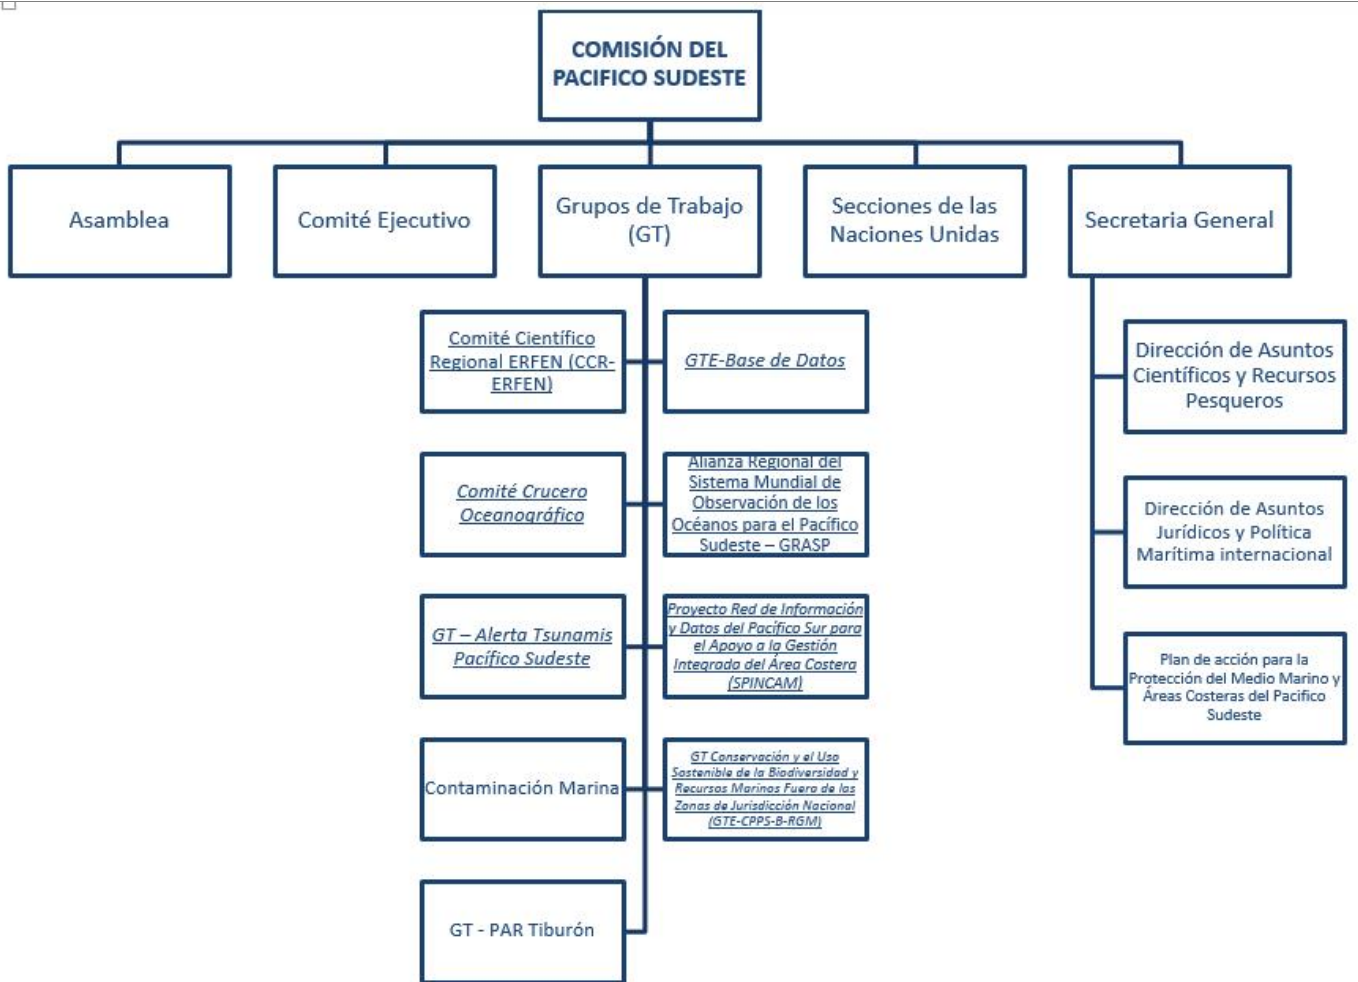 COMISIÓN DEL
PACIFICO SUDESTE
Asamblea
Comité Ejecutivo
Grupos de Trabajo
(GT)
Secciones de las
Naciones Unidas
Secretaria General
Comité Científico
Regional ERFEN (CCR-
ERFEN)
GTE-Base de Datos
Comité Crucero
Oceanográfico
Alianza Regional del
Sistema Mundial de
Observación de los
Océanos para el Pacífico
Sudeste – GRASP
GT – Alerta Tsunamis
Pacífico Sudeste
Proyecto Red de Información
y Datos del Pacífico Sur para
el Apoyo a la Gestión
Integrada del Área Costera
(SPINCAM)
Contaminación Marina
GT Conservación y el Uso
Sostenible de la Biodiversidad y
Recursos Marinos Fuera de las
Zonas de Jurisdicción Nacional
(GTE-CPPS-B-RGM)
GT - PAR Tiburón
Dirección de Asuntos
Científicos y Recursos
Pesqueros
Dirección de Asuntos
Jurídicos y Política
Marítima internacional
Plan de acción para la
Protección del Medio Marino y
Áreas Costeras del Pacifico
Sudeste